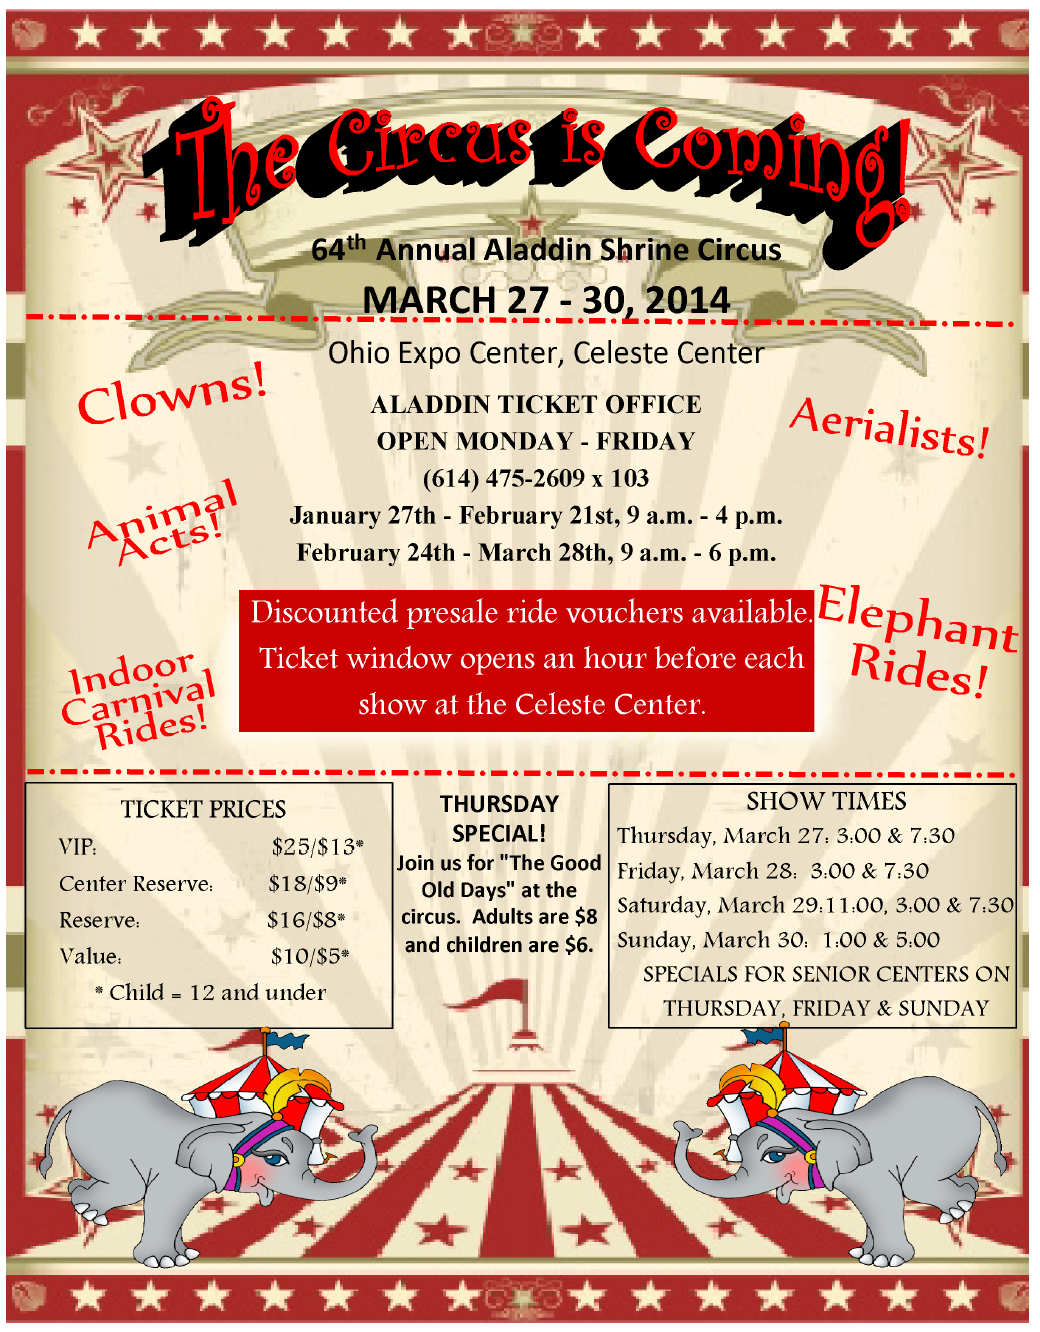 The Circus is Coming!
64th Annual Aladdin Shrine Circus
MARCH 27 - 30, 2014
Ohio Expo Center, Celeste Center
Clowns!
Animal
Acts!
Indoor
Carnival
Rides!
ALADDIN TICKET OFFICE
OPEN MONDAY - FRIDAY
(614) 475-2609 x 103
January 27th - February 21st, 9 a.m. - 4 p.m.
February 24th - March 28th, 9 a.m. - 6 p.m.
Aerialists!
Elephant
Rides!
Discounted presale ride vouchers available.
Ticket window opens an hour before each
show at the Celeste Center.
TICKET PRICES
VIP: $25/$13*
Center Reserve: $18/$9*
Reserve: $16/$8*
Value: $10/$5*
* Child = 12 and under
THURSDAY
SPECIAL!
Join us for "The Good
Old Days" at the
circus. Adults are $8
and children are $6.
SHOW TIMES
Thursday, March 27: 3:00 & 7:30
Friday, March 28: 3:00 & 7:30
Saturday, March 29:11:00, 3:00 & 7:30
Sunday, March 30: 1:00 & 5:00
SPECIALS FOR SENIOR CENTERS ON
THURSDAY, FRIDAY & SUNDAY